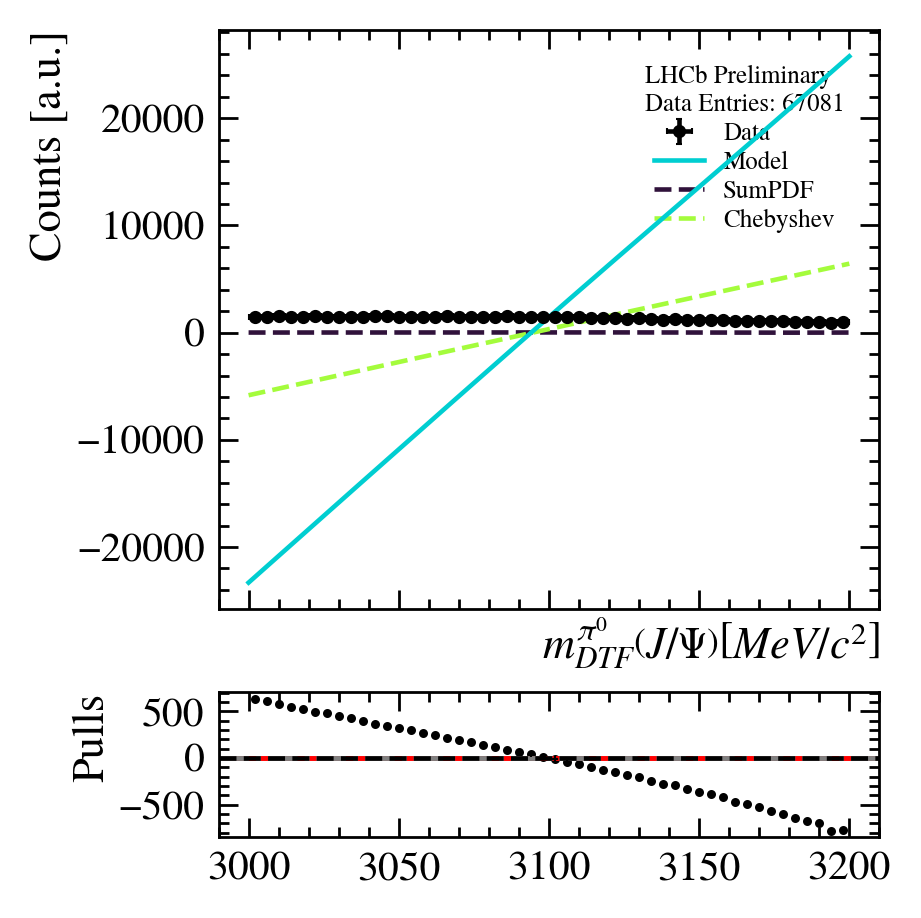 Counts [a.u.]
20000
10000
0
−10000
−20000
LHCb Preliminary
Data Entries: 67081
Data
Model
SumPDF
Chebyshev
$m_{DTF}^{\pi^0}(J/\Psi)[MeV/c^2]$
Pulls
500
0
−500
3000 3050 3100 3150 3200